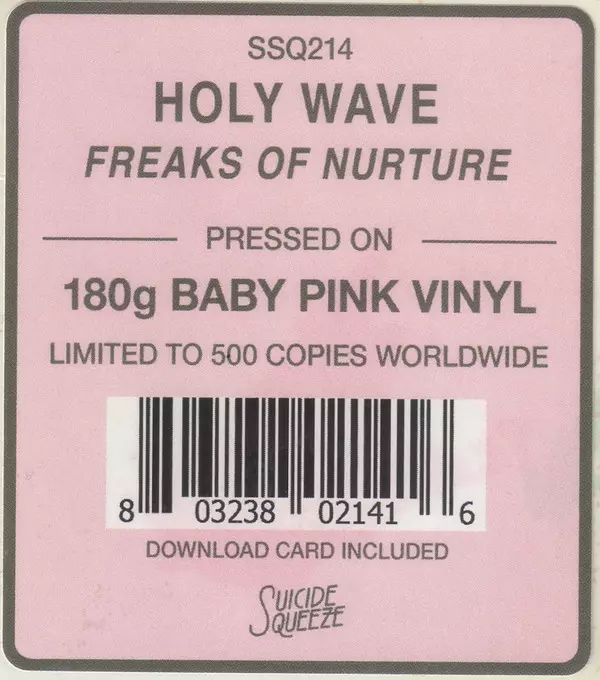 SSQ214
HOLY WAVE
FREAKS OF NURTURE
PRESSED ON
180g BABY PINK VINYL
LIMITED TO 500 COPIES WORLDWIDE
8 03238 02141 6
DOWNLOAD CARD INCLUDED
SUICIDE
SQUEEZE